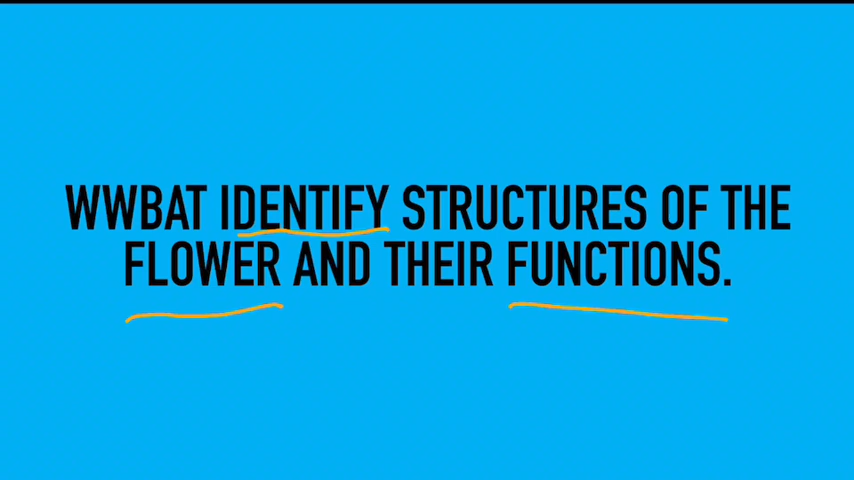 WWBAT IDENTIFY STRUCTURES OF THE
FLOWER AND THEIR FUNCTIONS.